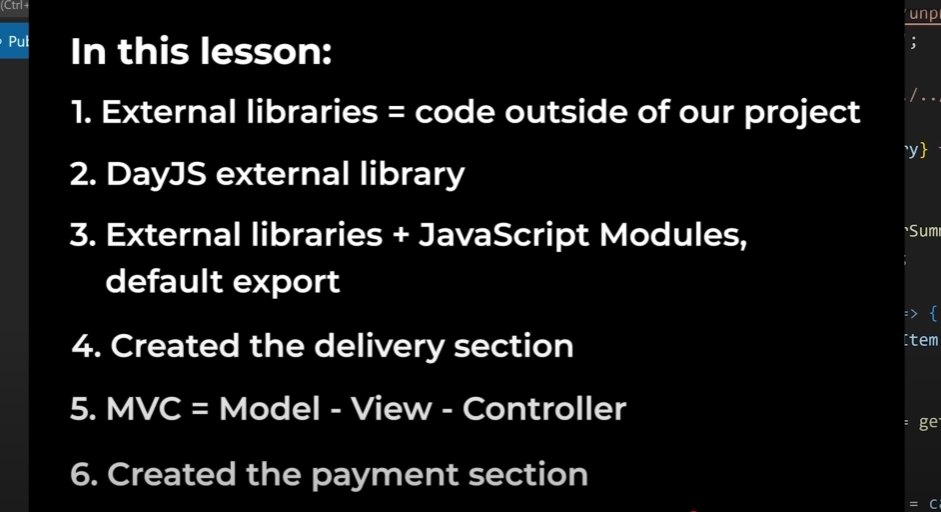 (Ctrl+
Pub
In this lesson:
1. External libraries = code outside of our project
2. DayJS external library
3. External libraries + JavaScript Modules,
default export
4. Created the delivery section
5. MVC = Model - View - Controller
6. Created the payment section
/unp
';
/..
ry}
rSum
=> {
Item
= ge
= c